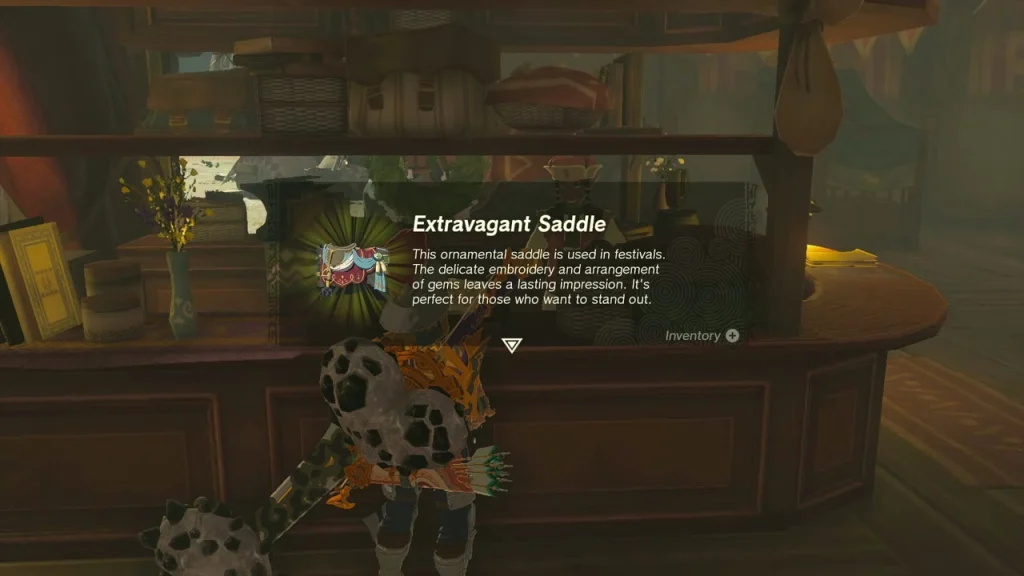 Extravagant Saddle
This ornamental saddle is used in festivals.
The delicate embroidery and arrangement
of gems leaves a lasting impression. It's
perfect for those who want to stand out.
Inventory